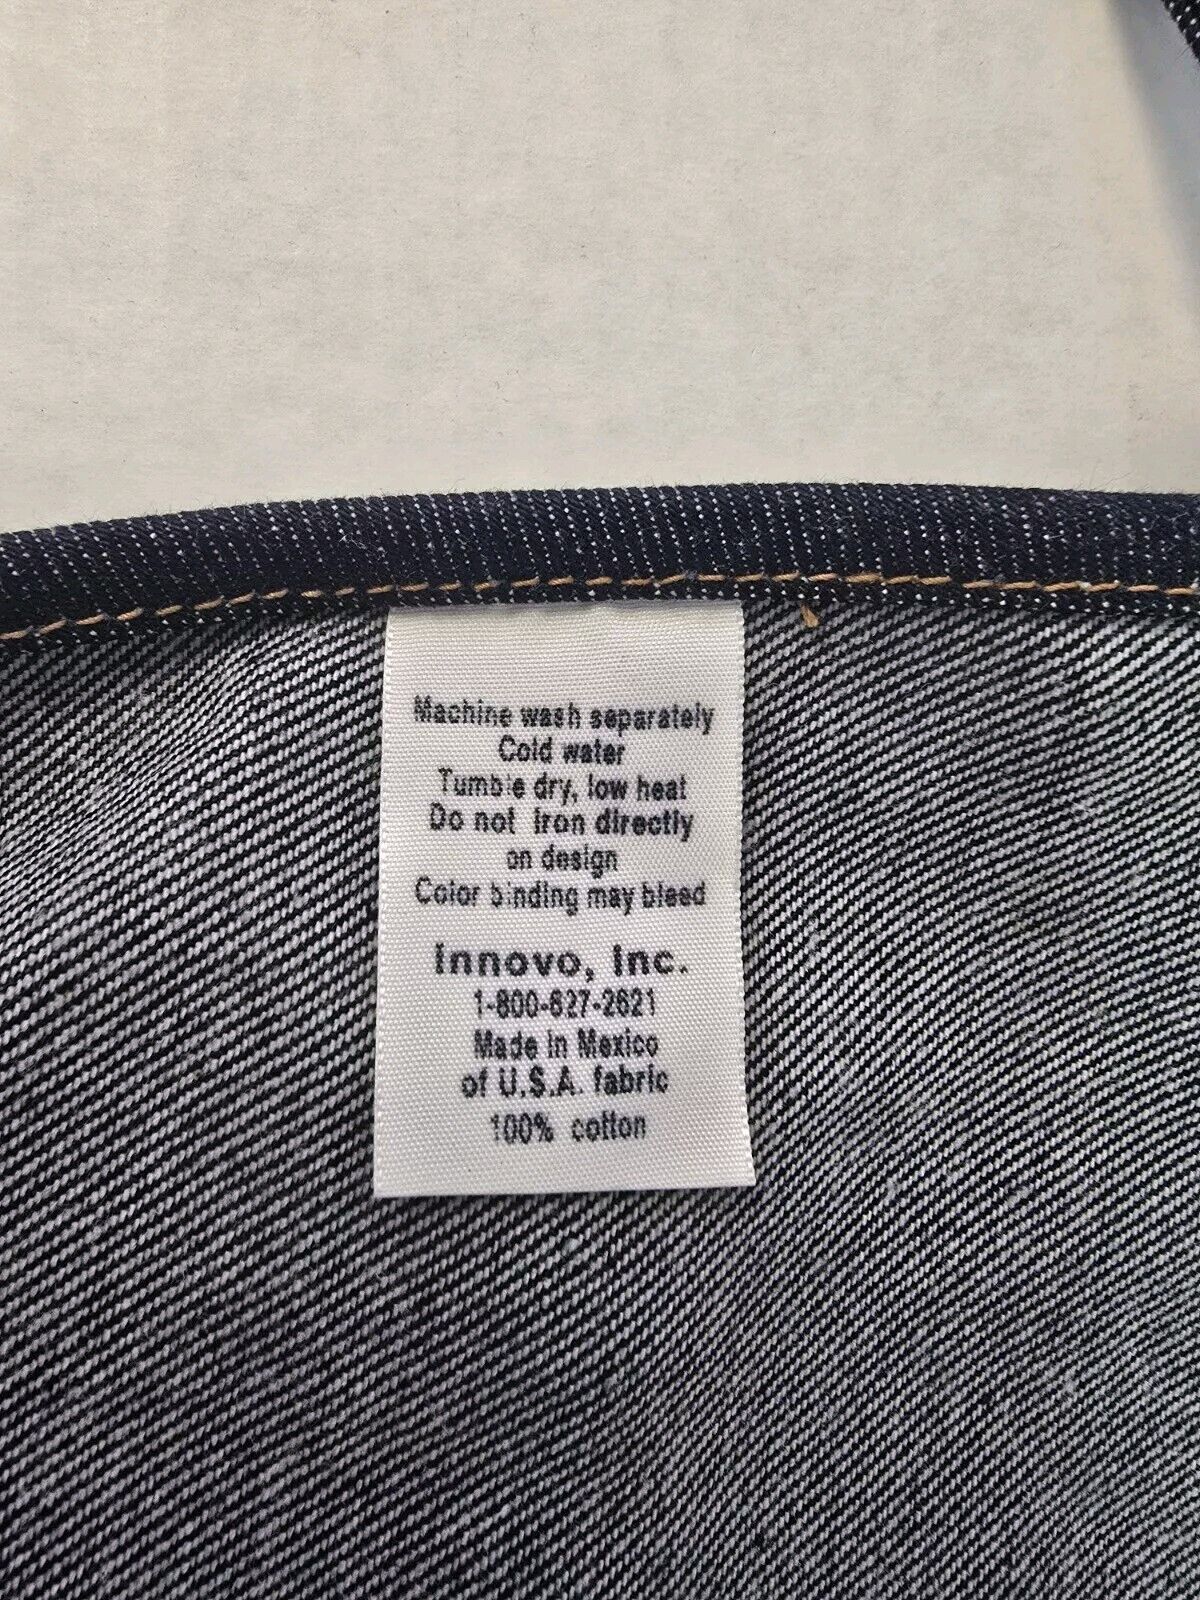 Machine wash separately
Cold water
Tumble dry, low heat
Do not iron directly
on design
Color binding may bleed
Innovo, Inc.
1-800-627-2621
Made in Mexico
of U.S.A. fabric
100% cotton